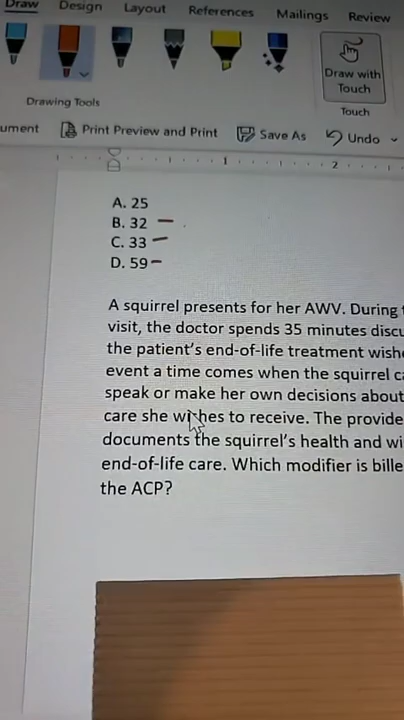 Draw Design Layout References Mailings Review
Draw with
Touch
Drawing Tools
Touch
ument Print Preview and Print Save As Undo
1 2
A. 25
B. 32
C. 33
D. 59
A squirrel presents for her AWV. During
visit, the doctor spends 35 minutes discu
the patient's end-of-life treatment wishe
event a time comes when the squirrel ca
speak or make her own decisions about
care she wishes to receive. The provide
documents the squirrel's health and wi
end-of-life care. Which modifier is bille
the ACP?